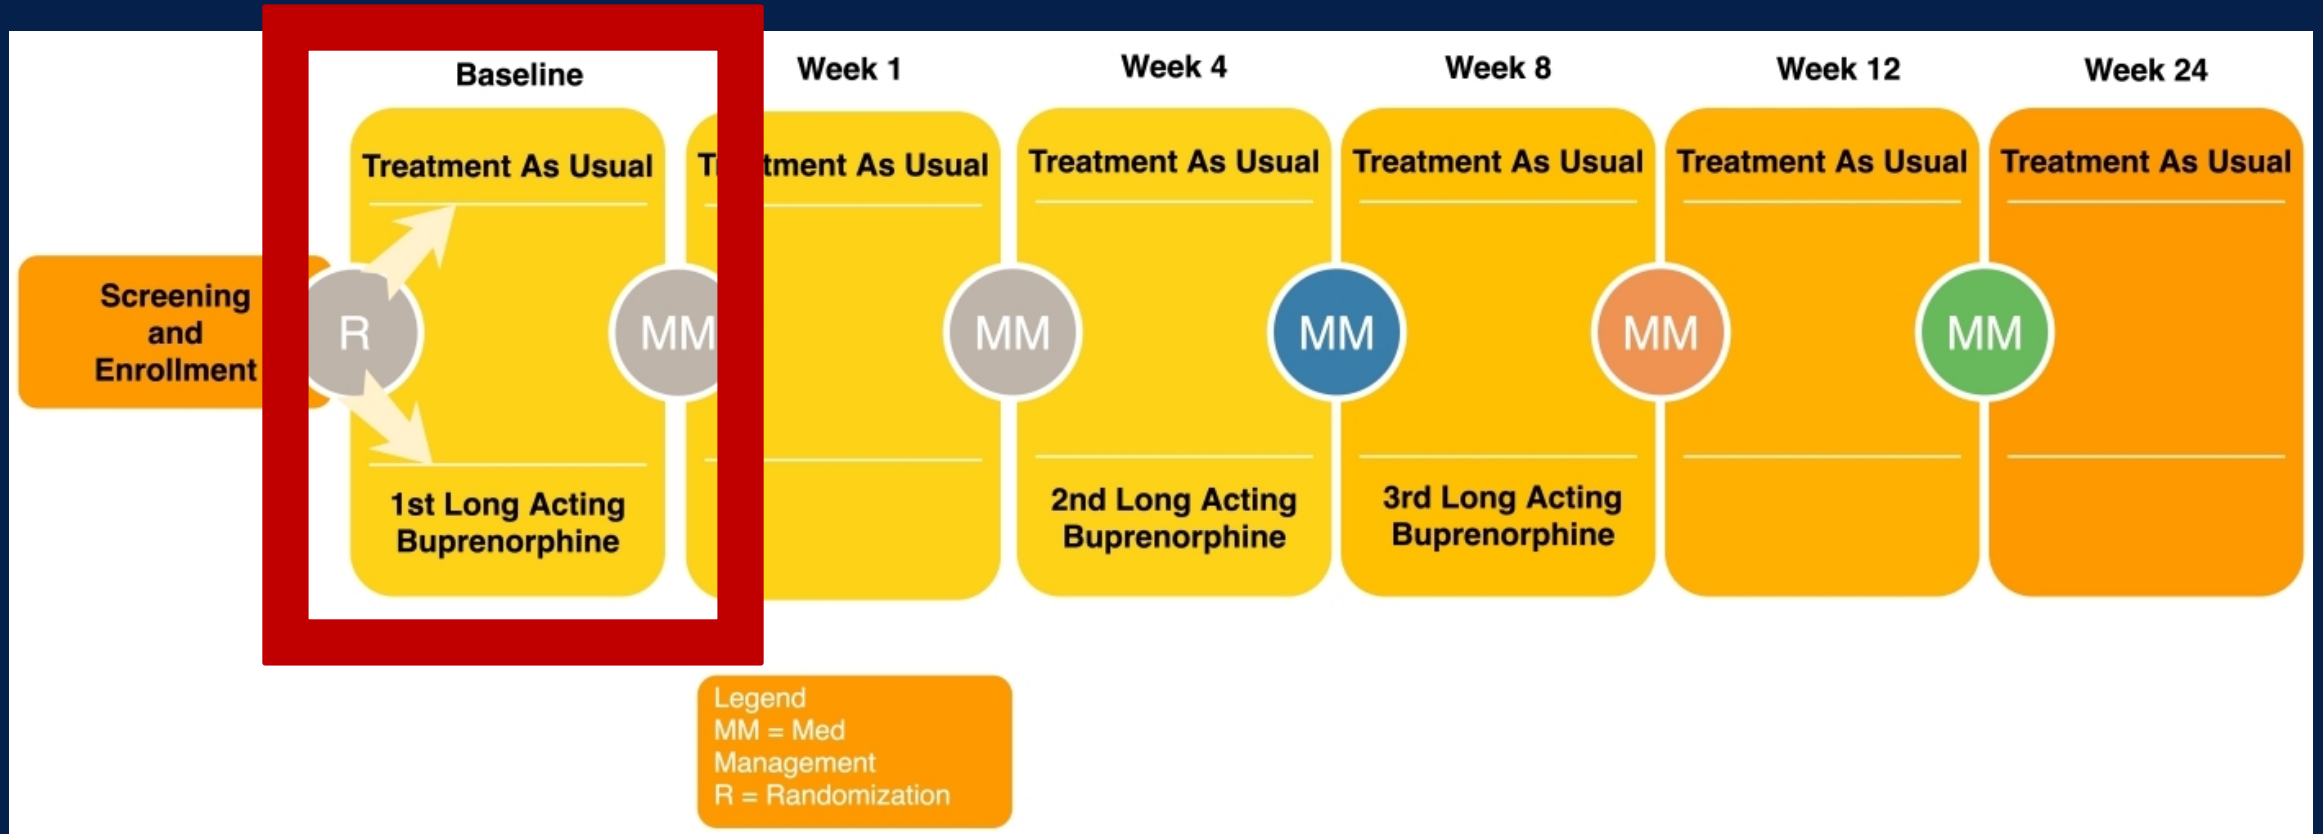 Baseline
Week 1
Week 4
Week 8
Week 12
Week 24
Treatment As Usual
T tment As Usual
Treatment As Usual
Treatment As Usual
Treatment As Usual
Treatment As Usual
Screening
and
Enrollment
R
MM
MM
MM
MM
MM
1st Long Acting
Buprenorphine
2nd Long Acting
Buprenorphine
3rd Long Acting
Buprenorphine
Legend
MM = Med
Management
R = Randomization